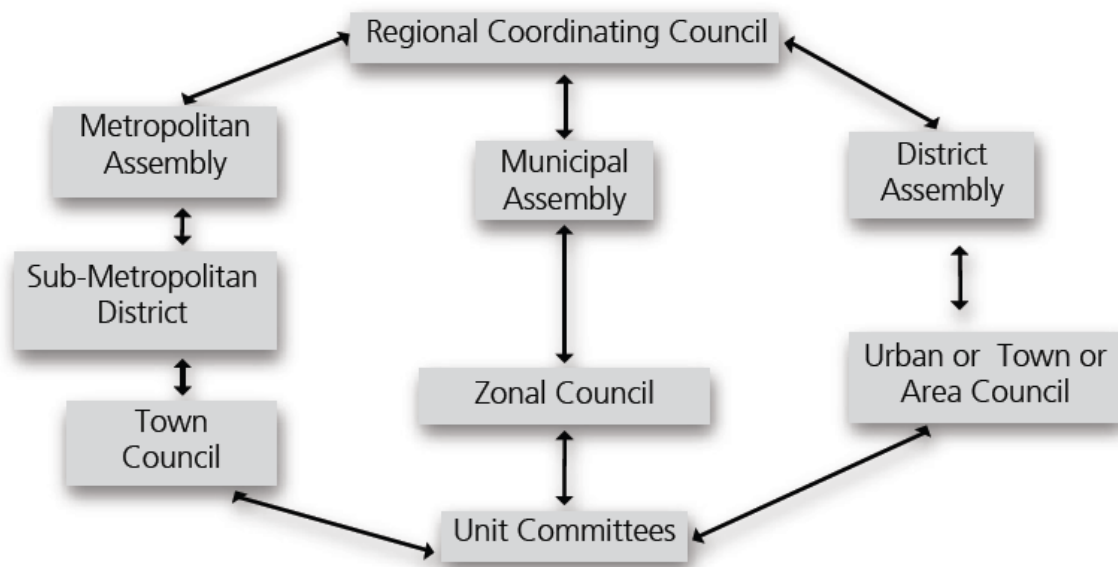 Regional Coordinating Council
Metropolitan
Assembly
Municipal
Assembly
District
Assembly
Sub-Metropolitan
District
Urban or Town or
Area Council
Zonal Council
Town
Council
Unit Committees